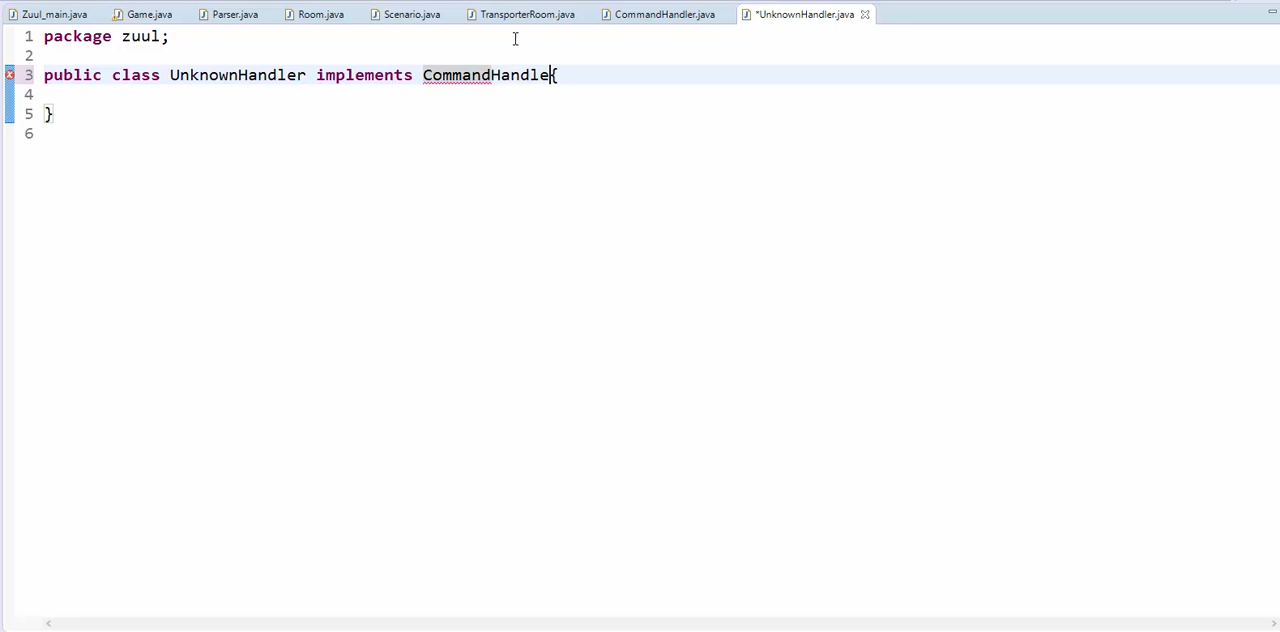 Zuul_main.java Game.java Parser.java Room.java Scenario.java TransporterRoom.java CommandHandler.java *UnknownHandler.java
1 package zuul;
2
3 public class UnknownHandler implements CommandHandle{
4
5 }
6